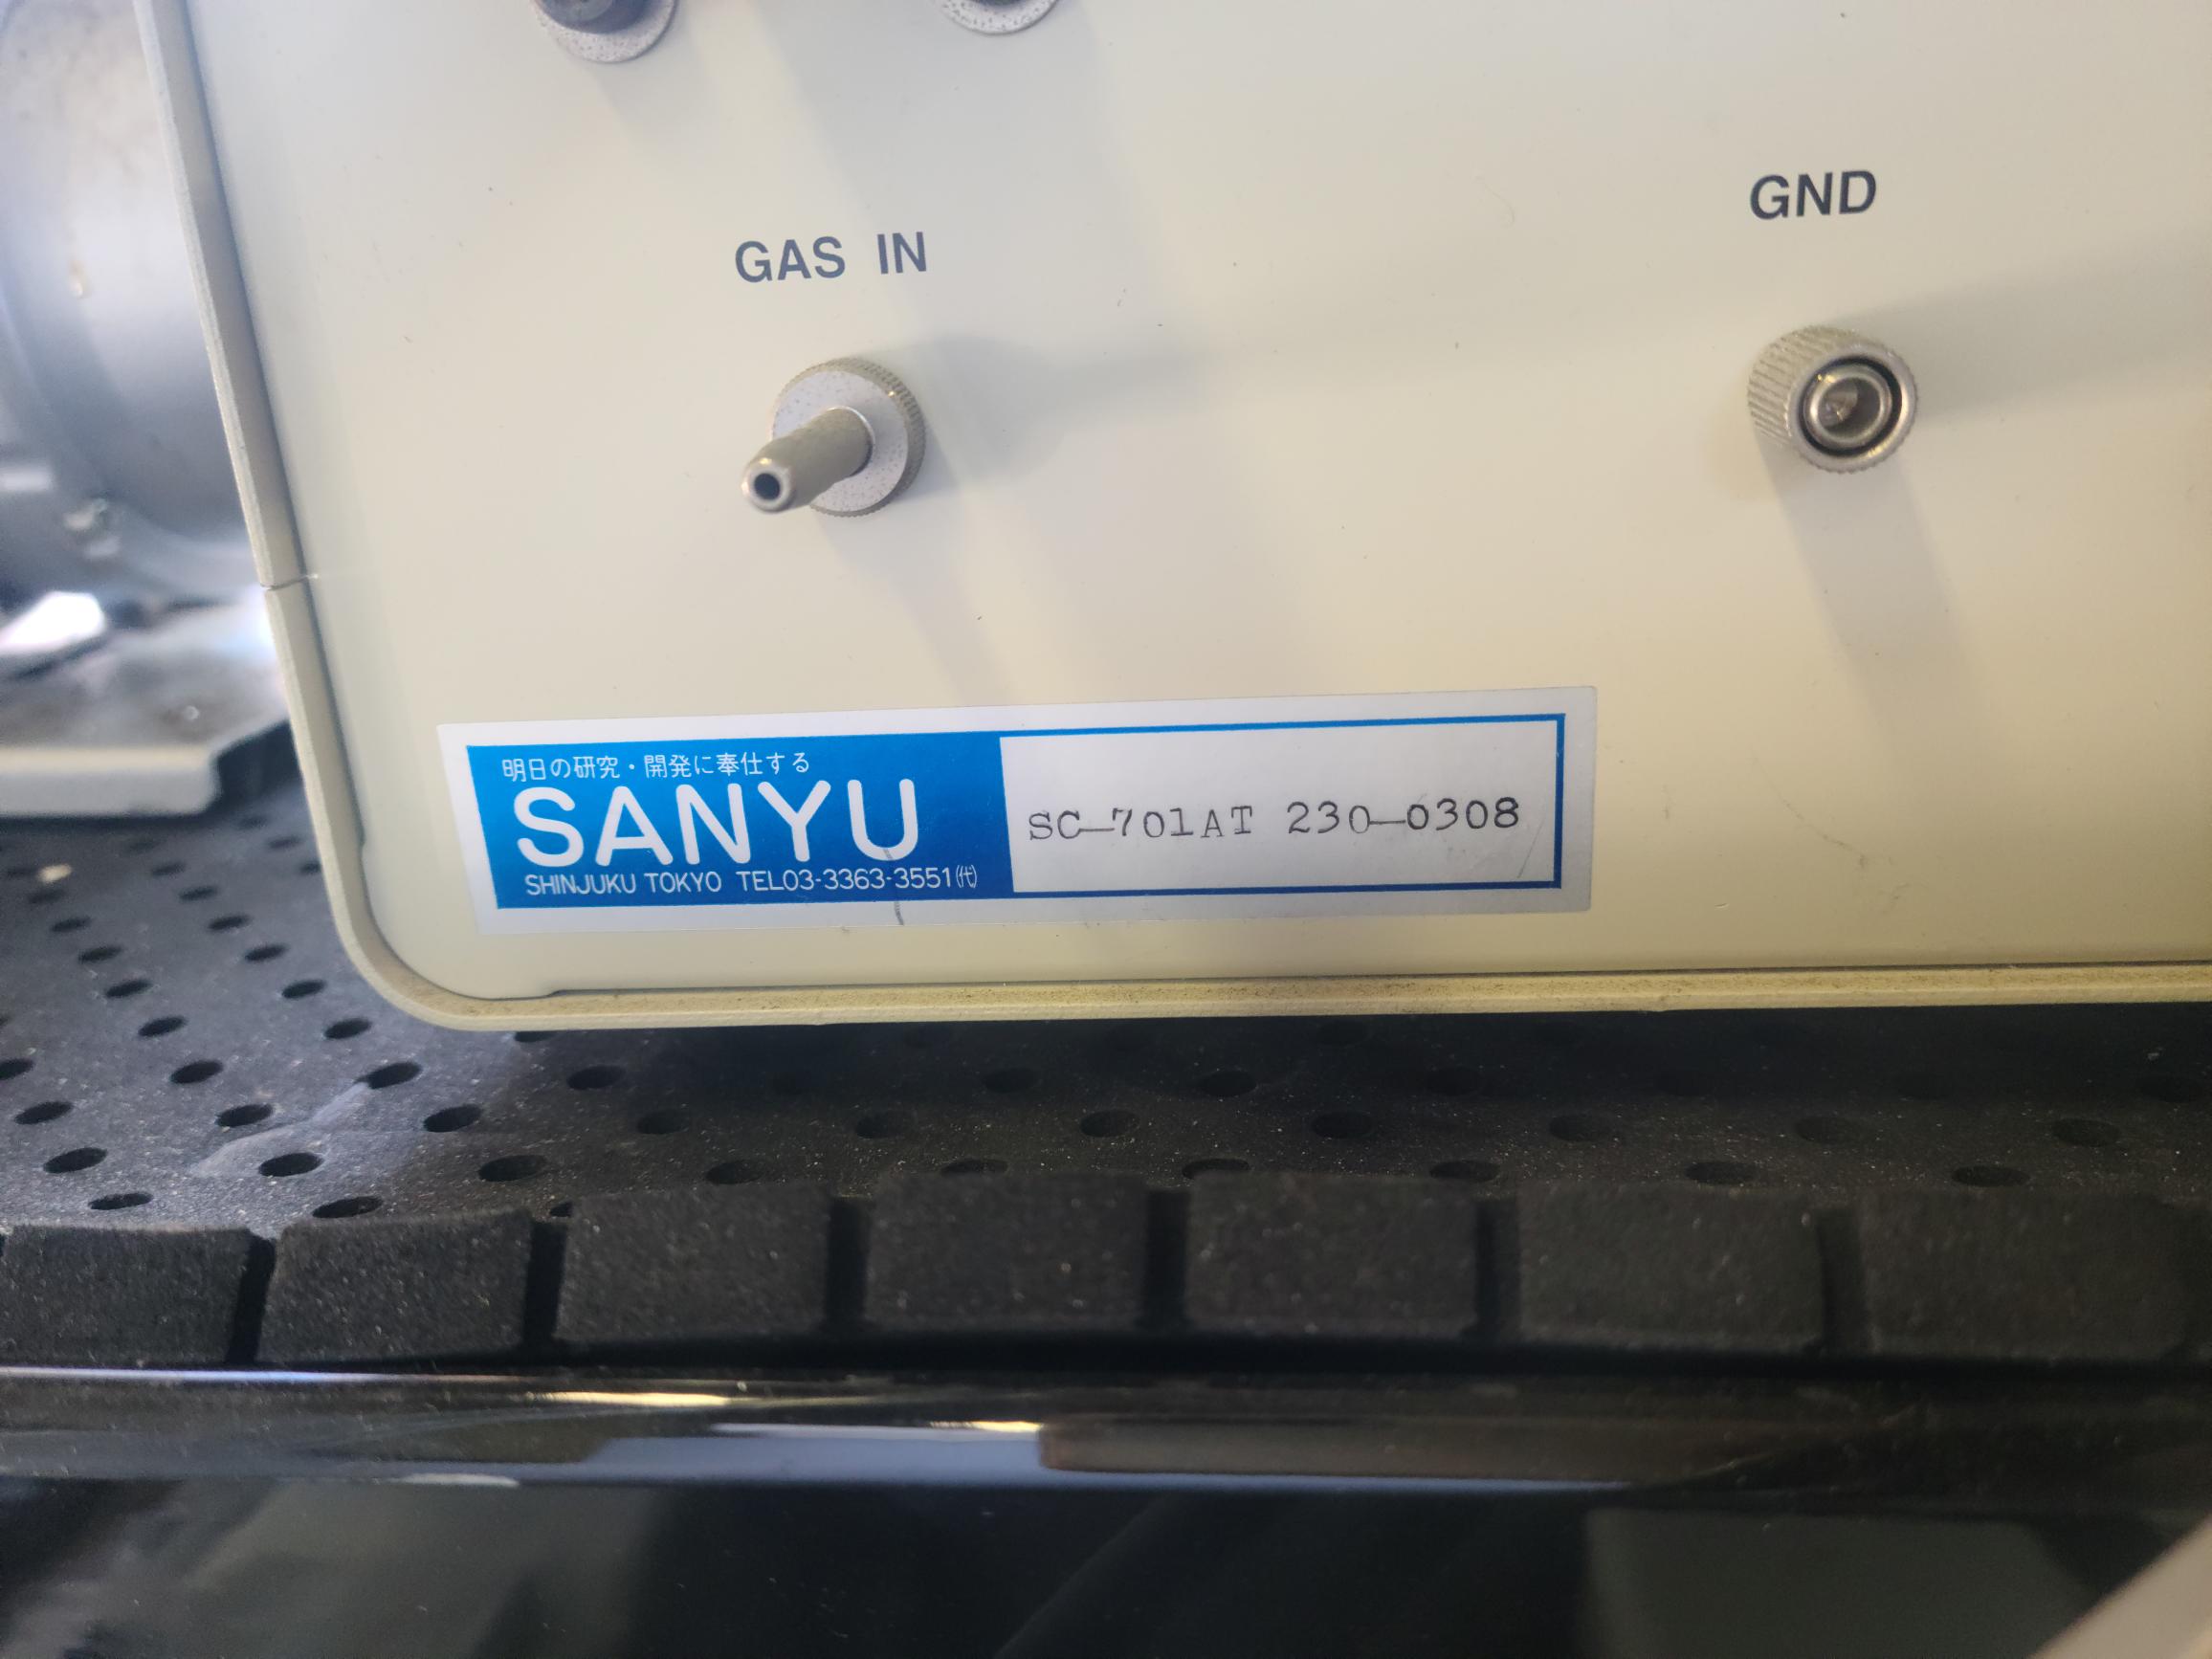 GAS IN
GND
明日の研究・開発に奉仕する
SANYU
SHINJUKU TOKYO TEL03-3363-3551㈹
SC-701AT 230-0308